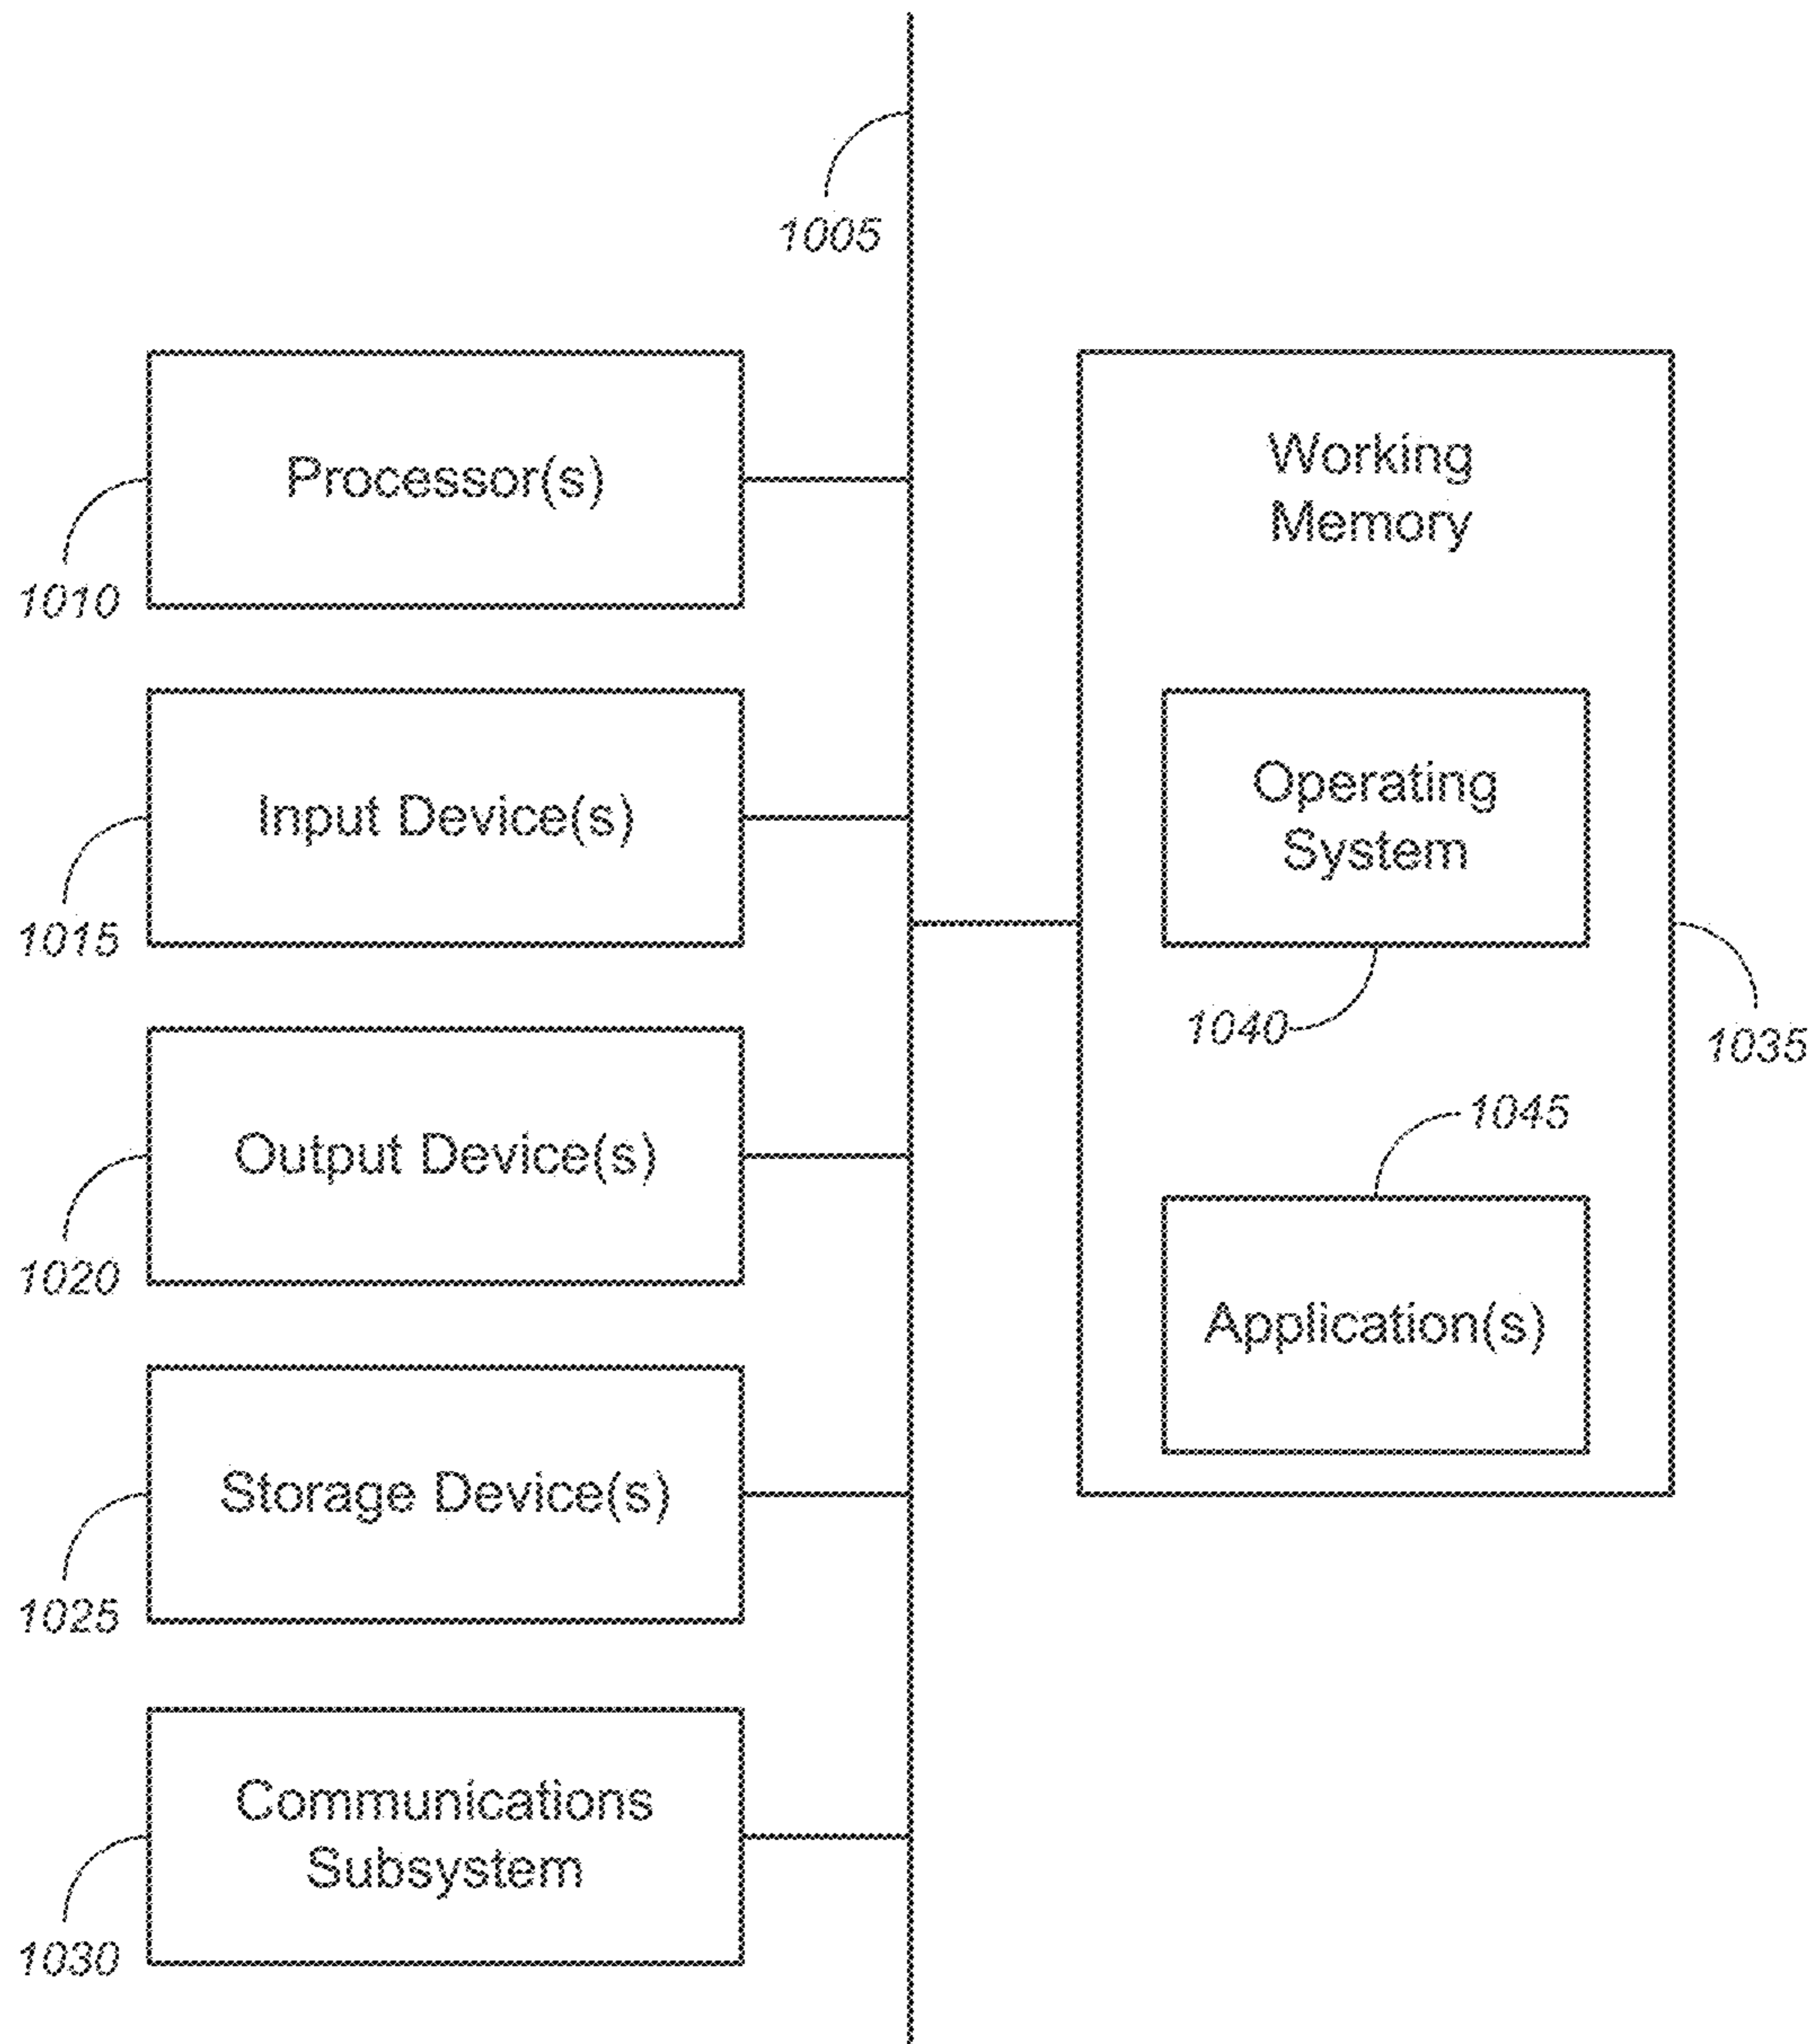 1005
Processor(s)
1010
Input Device(s)
1015
Output Device(s)
1020
Storage Device(s)
1025
Communications
Subsystem
1030
Working
Memory
Operating
System
1040
1035
1045
Application(s)